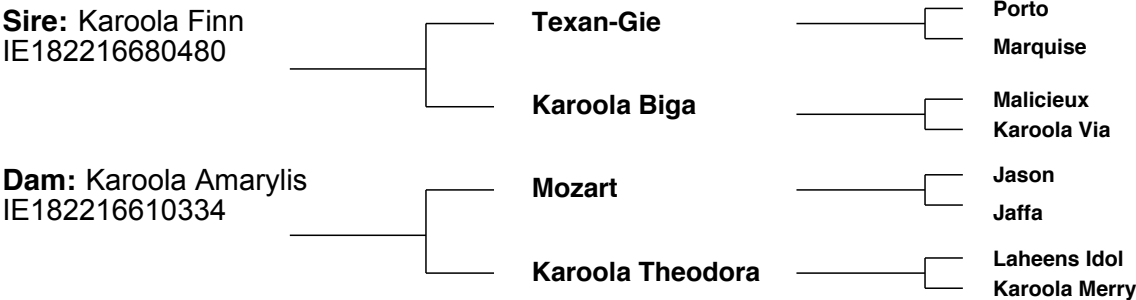 Sire: Karoola Finn
IE182216680480
Texan-Gie
Porto
Marquise
Karoola Biga
Malicieux
Karoola Via
Dam: Karoola Amarylis
IE182216610334
Mozart
Jason
Jaffa
Karoola Theodora
Laheens Idol
Karoola Merry